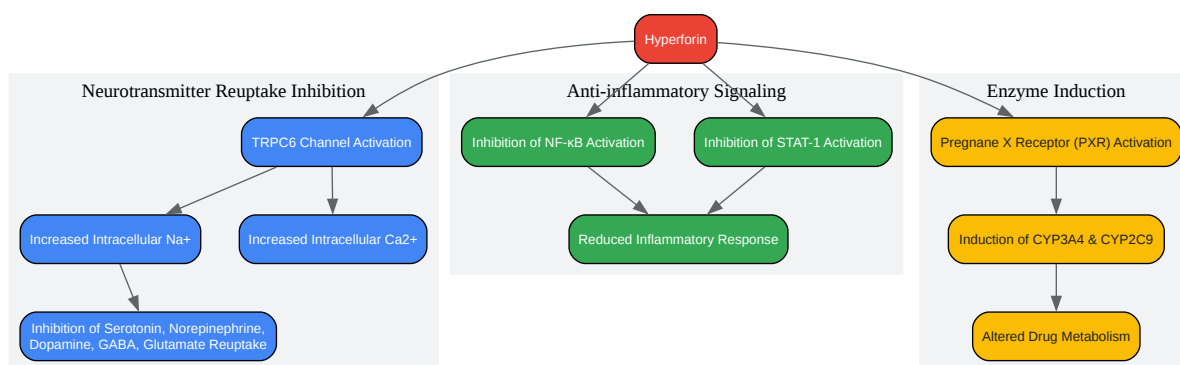 Hyperforin
Neurotransmitter Reuptake Inhibition
Anti-inflammatory Signaling
Enzyme Induction
TRPC6 Channel Activation
Inhibition of NF-κB Activation
Inhibition of STAT-1 Activation
Pregnane X Receptor (PXR) Activation
Increased Intracellular Na+
Increased Intracellular Ca2+
Reduced Inflammatory Response
Induction of CYP3A4 & CYP2C9
Inhibition of Serotonin, Norepinephrine,
Dopamine, GABA, Glutamate Reuptake
Altered Drug Metabolism